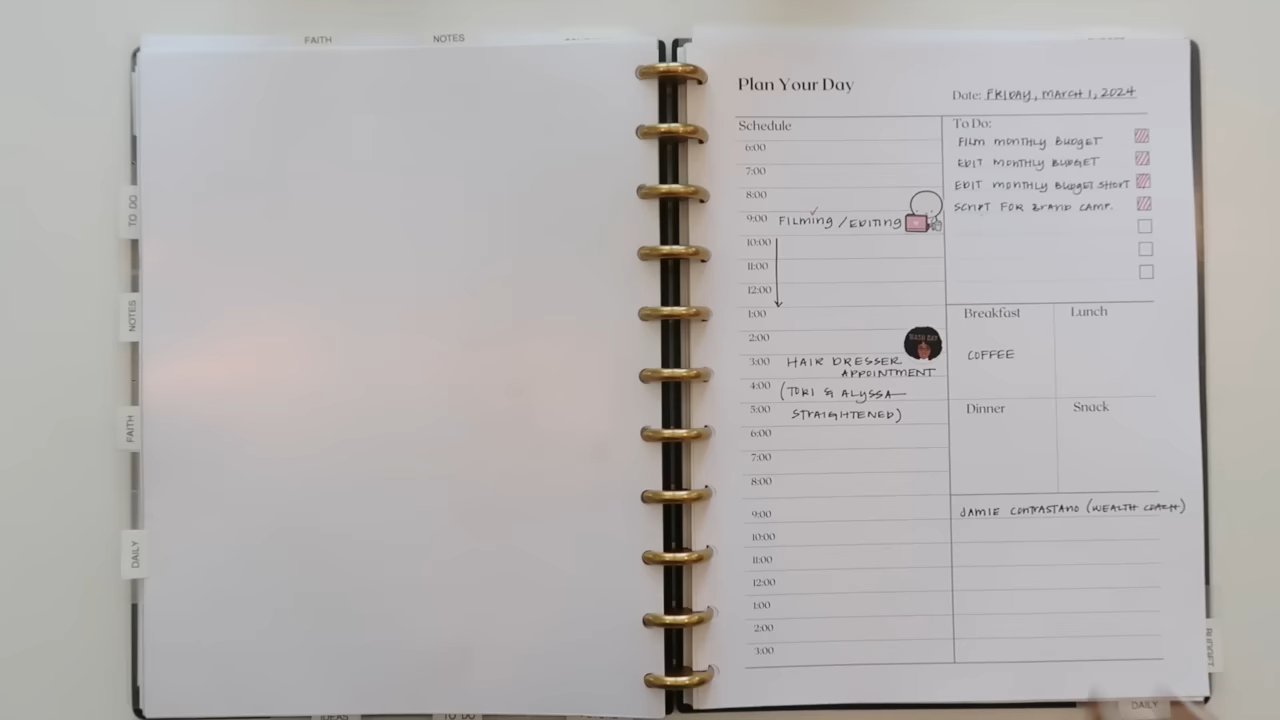 FAITH
NOTES
TO DO
NOTES
FAITH
DAILY
IDEAS
TO DO
Plan Your Day
Date: FRIDAY, MARCH 1, 2024
Schedule
6:00
7:00
8:00
9:00 FILMING / EDITING
10:00
11:00
12:00
1:00
2:00
WASH DAY
3:00 HAIR DRESSER
APPOINTMENT
4:00 (TORI & ALYSSA
5:00 STRAIGHTENED)
6:00
7:00
8:00
9:00
10:00
11:00
12:00
1:00
2:00
3:00
To Do:
FILM MONTHLY BUDGET
EDIT MONTHLY BUDGET
EDIT MONTHLY BUDGET SHORT
SCRIPT FOR BRAND CAMP.
Breakfast
COFFEE
Lunch
Dinner
Snack
JAMIE CONTRASTANO (WEALTH COACH)
BUDGET
DAILY